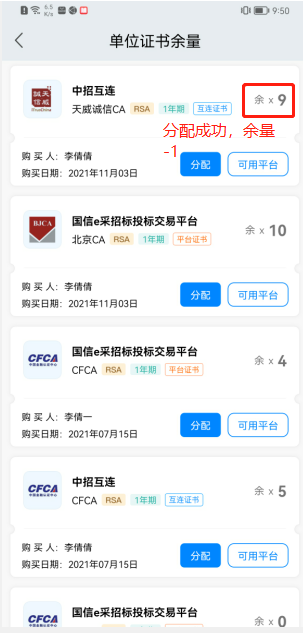 6.5
K/s
9:50
单位证书余量
中招互连
天威诚信CA RSA 1年期 互连证书
余 x 9
分配成功，余量
-1
购 买 人：李倩倩
购买日期：2021年11月03日
分配 可用平台
BJCA
国信e采招标投标交易平台
北京CA RSA 1年期 平台证书
余 x 10
购 买 人：李倩倩
购买日期：2021年11月03日
分配 可用平台
CFCA
国信e采招标投标交易平台
CFCA RSA 1年期 平台证书
余 x 4
购 买 人：李倩一
购买日期：2021年07月15日
分配 可用平台
CFCA
中招互连
CFCA RSA 1年期 互连证书
余 x 5
购 买 人：李倩倩
购买日期：2021年07月15日
分配 可用平台
CFCA
国信e采招标投标交易平台
余 x 0